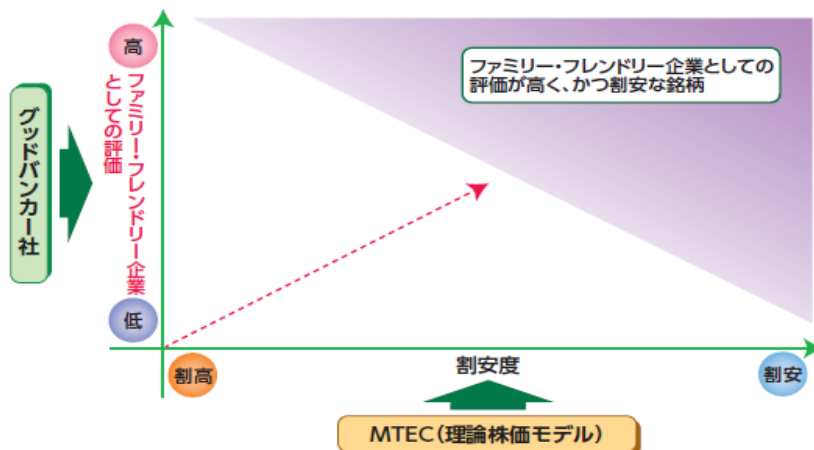 高
ファミリー・フレンドリー企業としての
評価が高く、かつ割安な銘柄
グッドバンカー社
ファミリー・フレンドリー企業
としての評価
低
割高
割安度
割安
MTEC(理論株価モデル)